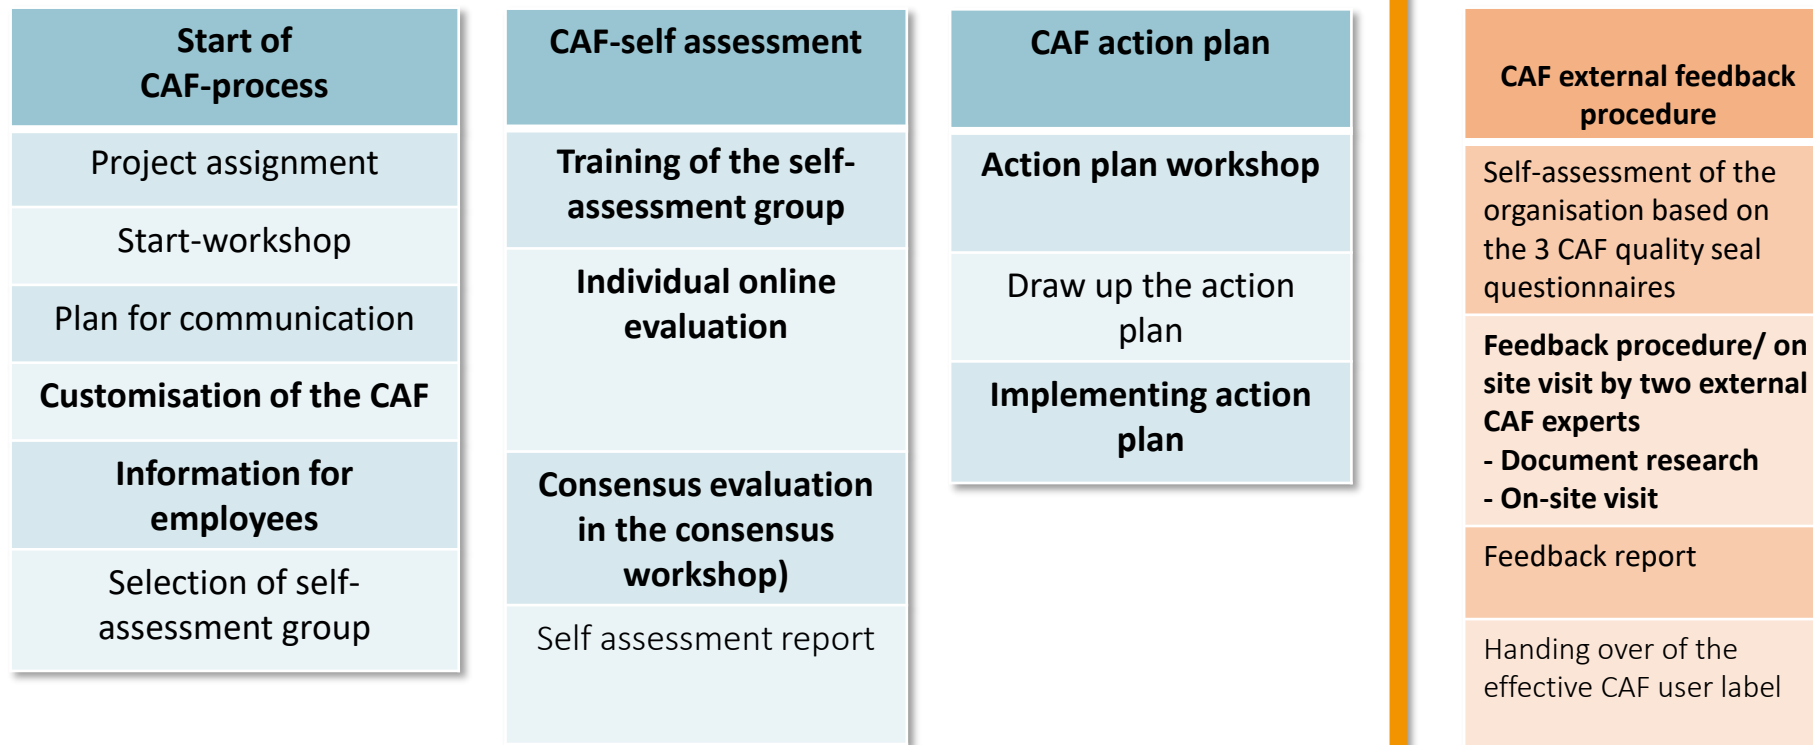 Start of
CAF-process
Project assignment
Start-workshop
Plan for communication
Customisation of the CAF
Information for
employees
Selection of self-
assessment group
CAF-self assessment
Training of the self-
assessment group
Individual online
evaluation
Consensus evaluation
in the consensus
workshop)
Self assessment report
CAF action plan
Action plan workshop
Draw up the action
plan
Implementing action
plan
CAF external feedback
procedure
Self-assessment of the
organisation based on
the 3 CAF quality seal
questionnaires
Feedback procedure/ on
site visit by two external
CAF experts
- Document research
- On-site visit
Feedback report
Handing over of the
effective CAF user label